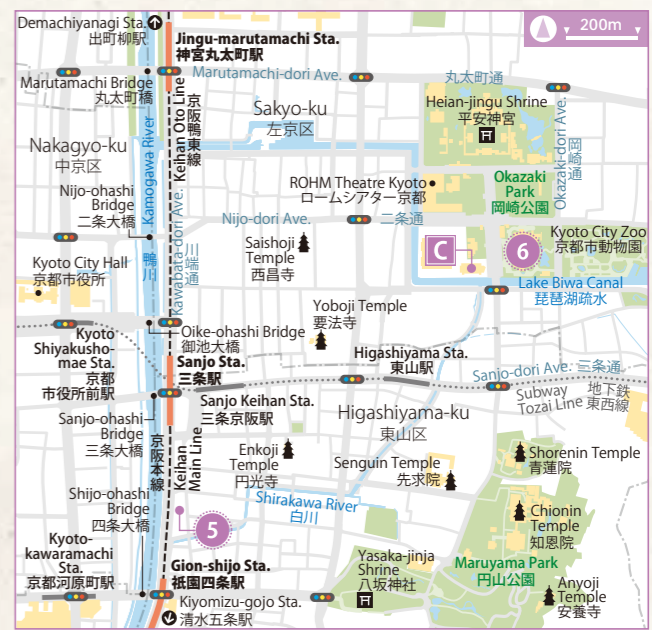 Demachiyanagi Sta.
出町柳駅
Jingu-marutamachi Sta.
神宮丸太町駅
200m
Marutamachi-dori Ave.
丸太町通
Marutamachi Bridge
丸太町橋
Keihan Oto Line
京阪鴨東線
Sakyo-ku
左京区
Heian-jingu Shrine
平安神宮
Okazaki-dori Ave.
岡崎通
Nakagyo-ku
中京区
Kamogawa River
鴨川
ROHM Theatre Kyoto
ロームシアター京都
Okazaki
Park
岡崎公園
Nijo-ohashi
Bridge
二条大橋
Kawabata-dori Ave.
川端通
Nijo-dori Ave.
二条通
Saishoji
Temple
西昌寺
C
6
Kyoto City Zoo
京都市動物園
Kyoto City Hall
京都市役所
Lake Biwa Canal
琵琶湖疏水
Yoboji Temple
要法寺
Oike-ohashi Bridge
御池大橋
Kyoto
Shiyakusho-
mae Sta.
京都
市役所前駅
Sanjo Sta.
三条駅
Higashiyama Sta.
東山駅
Sanjo-dori Ave. 三条通
Subway
Tozai Line
地下鉄
東西線
Sanjo Keihan Sta.
三条京阪駅
Higashiyama-ku
東山区
Sanjo-ohashi
Bridge
三条大橋
京阪本線
Keihan
Main Line
Enkoji
Temple
円光寺
Senguin Temple
先求院
Shorenin Temple
青蓮院
Shijo-ohashi
Bridge
四条大橋
5
Shirakawa River
白川
Chionin
Temple
知恩院
Kyoto-
kawaramachi
Sta.
京都河原町駅
Gion-shijo Sta.
祇園四条駅
Yasaka-jinja
Shrine
八坂神社
Maruyama Park
円山公園
Anyoji
Temple
安養寺
Kiyomizu-gojo Sta.
清水五条駅